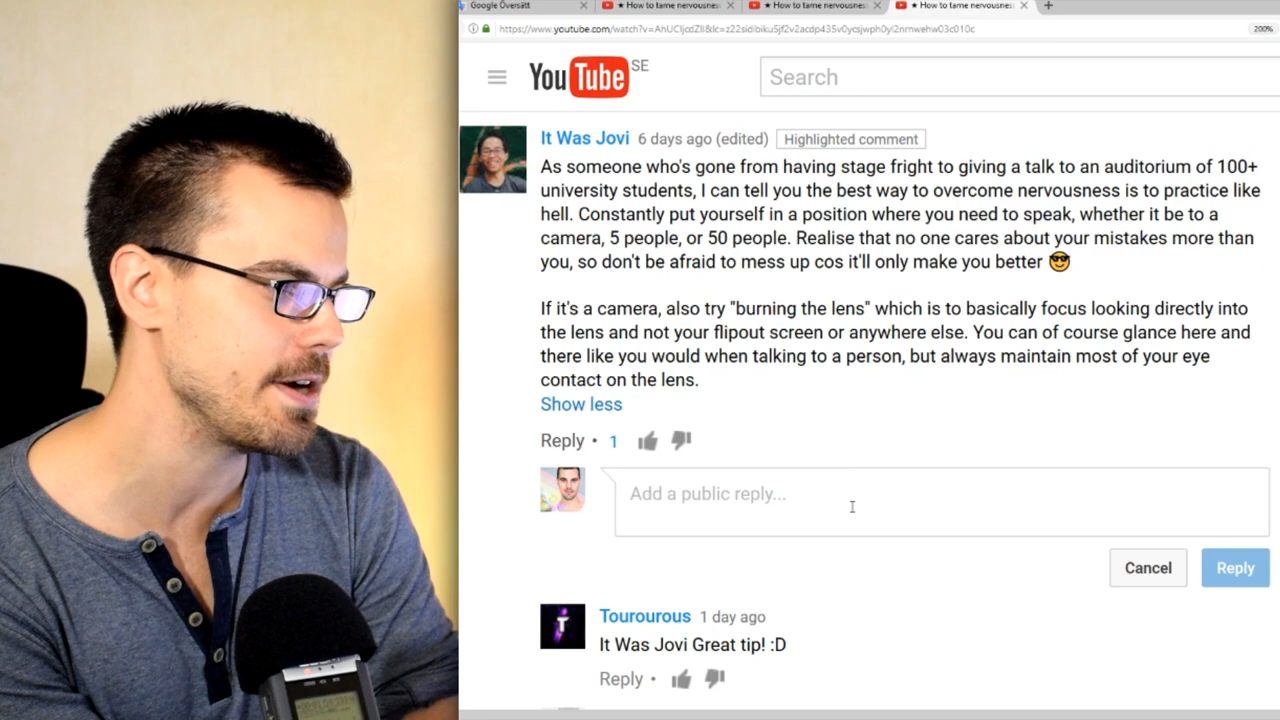 Google Översätt
★ How to tame nervousnes
★ How to tame nervousnes
★ How to tame nervousnes
200%
YouTube SE
Search
It Was Jovi 6 days ago (edited) Highlighted comment
As someone who's gone from having stage fright to giving a talk to an auditorium of 100+
university students, I can tell you the best way to overcome nervousness is to practice like
hell. Constantly put yourself in a position where you need to speak, whether it be to a
camera, 5 people, or 50 people. Realise that no one cares about your mistakes more than
you, so don't be afraid to mess up cos it'll only make you better 😎
If it's a camera, also try "burning the lens" which is to basically focus looking directly into
the lens and not your flipout screen or anywhere else. You can of course glance here and
there like you would when talking to a person, but always maintain most of your eye
contact on the lens.
Show less
Reply • 1
Add a public reply...
Cancel Reply
T
Tourourous 1 day ago
It Was Jovi Great tip! :D
Reply •